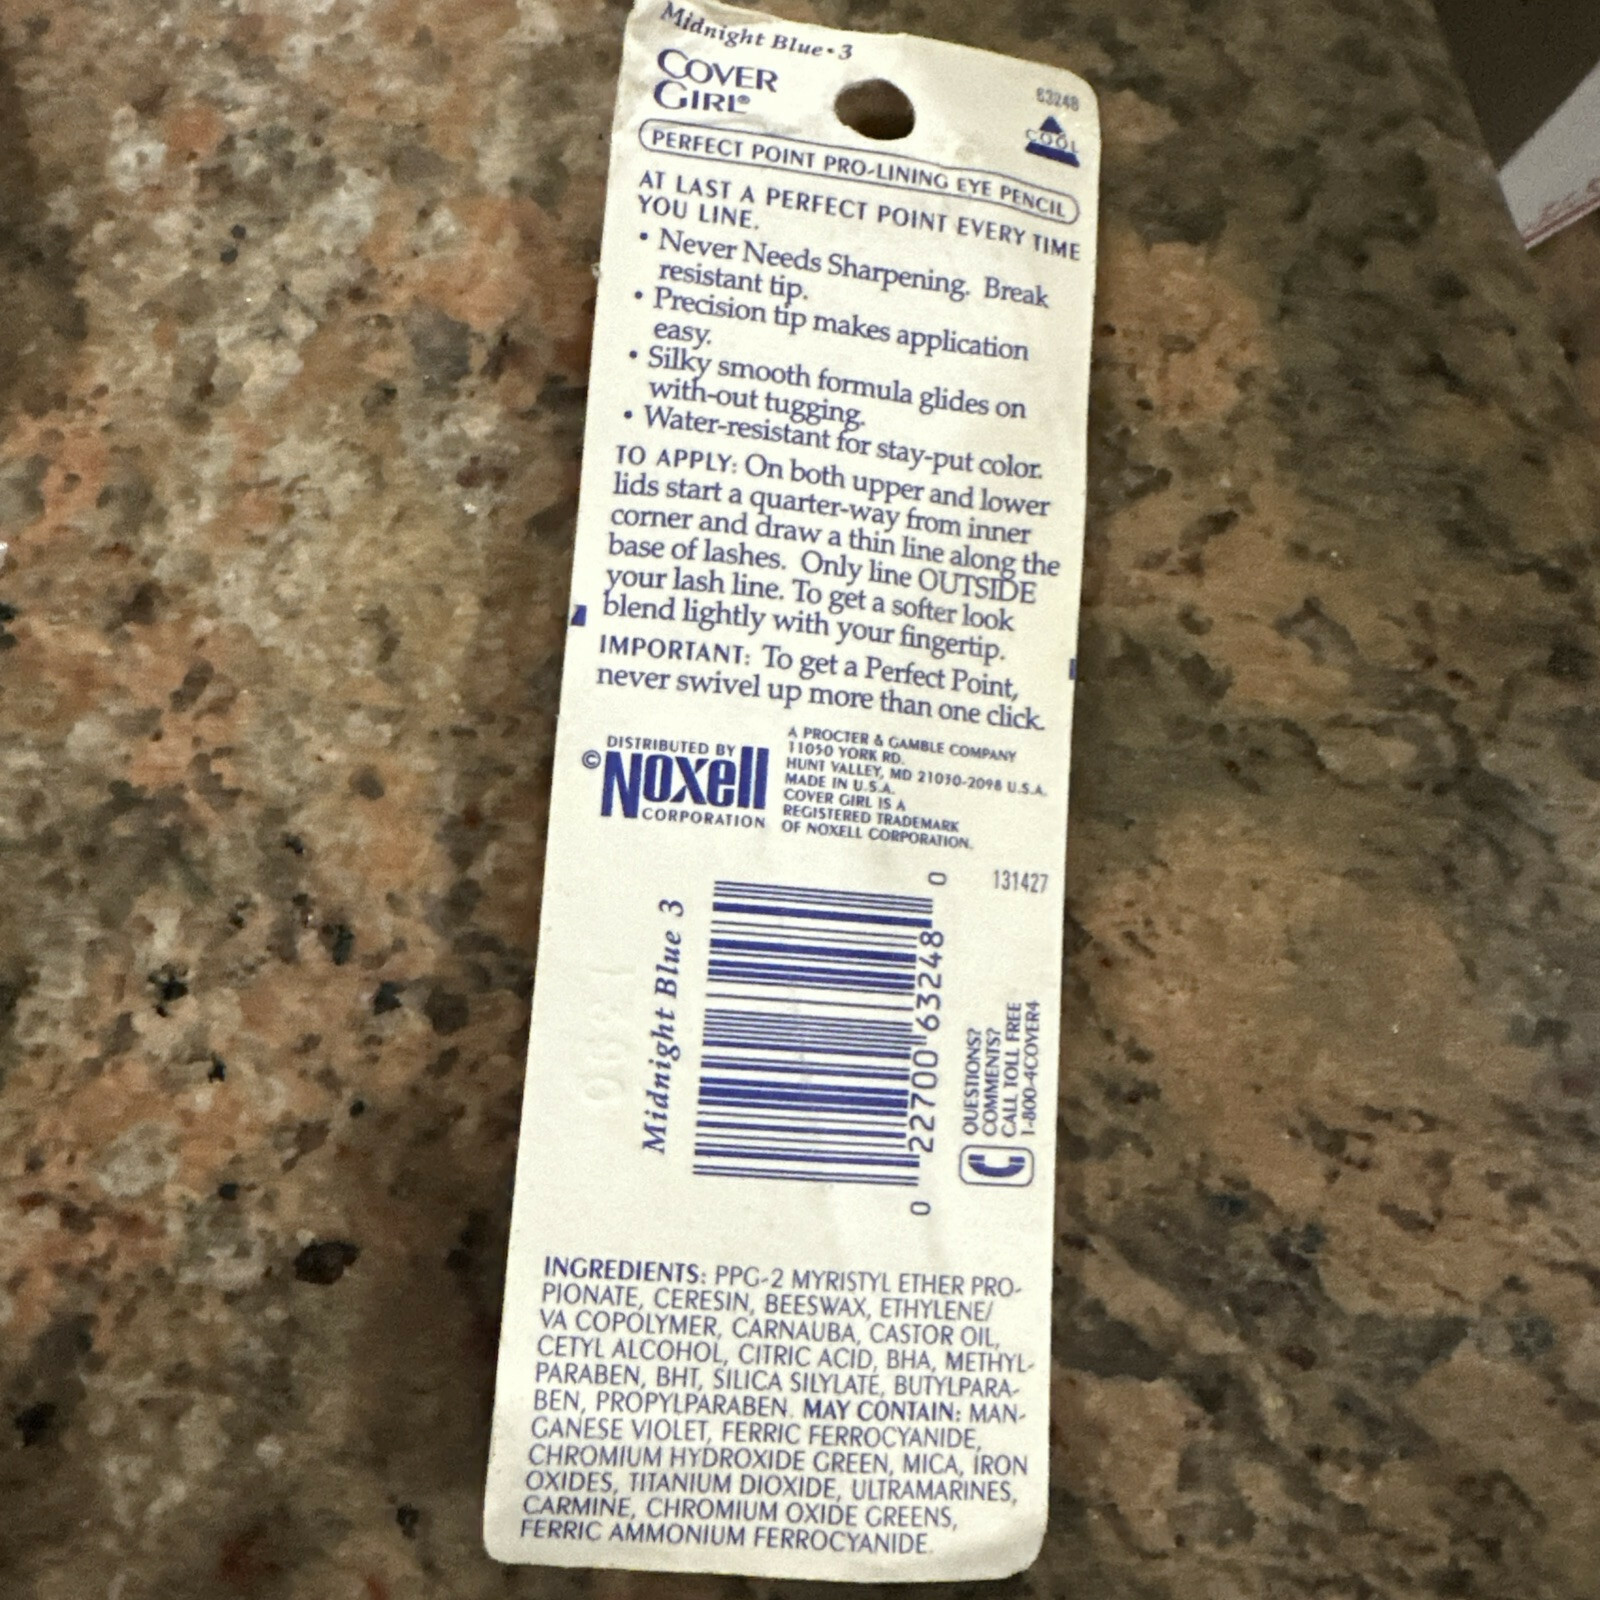 Midnight Blue • 3
COVER
GIRL®
63248
COOL
PERFECT POINT PRO-LINING EYE PENCIL
AT LAST A PERFECT POINT EVERY TIME
YOU LINE.
• Never Needs Sharpening. Break
resistant tip.
• Precision tip makes application
easy.
• Silky smooth formula glides on
with-out tugging.
• Water-resistant for stay-put color.
TO APPLY: On both upper and lower
lids start a quarter-way from inner
corner and draw a thin line along the
base of lashes. Only line OUTSIDE
your lash line. To get a softer look
blend lightly with your fingertip.
IMPORTANT: To get a Perfect Point,
never swivel up more than one click.
DISTRIBUTED BY
© Noxell
CORPORATION
A PROCTER & GAMBLE COMPANY
11050 YORK RD.
HUNT VALLEY, MD 21030-2098 U.S.A.
MADE IN U.S.A.
COVER GIRL IS A
REGISTERED TRADEMARK
OF NOXELL CORPORATION.
131427
Midnight Blue 3
0 22700 63248 0
QUESTIONS?
COMMENTS?
CALL TOLL FREE
1-800-4COVER4
INGREDIENTS: PPG-2 MYRISTYL ETHER PRO-
PIONATE, CERESIN, BEESWAX, ETHYLENE/
VA COPOLYMER, CARNAUBA, CASTOR OIL,
CETYL ALCOHOL, CITRIC ACID, BHA, METHYL-
PARABEN, BHT, SILICA SILYLATE, BUTYLPARA-
BEN, PROPYLPARABEN. MAY CONTAIN: MAN-
GANESE VIOLET, FERRIC FERROCYANIDE,
CHROMIUM HYDROXIDE GREEN, MICA, IRON
OXIDES, TITANIUM DIOXIDE, ULTRAMARINES,
CARMINE, CHROMIUM OXIDE GREENS,
FERRIC AMMONIUM FERROCYANIDE.